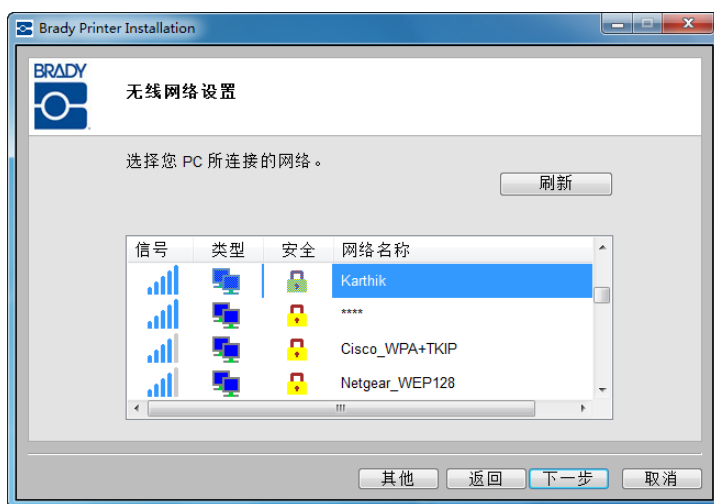 Brady Printer Installation
BRADY
无线网络设置
选择您 PC 所连接的网络。
刷新
信号 类型 安全 网络名称
Karthik
****
Cisco_WPA+TKIP
Netgear_WEP128
其他 返回 下一步 取消